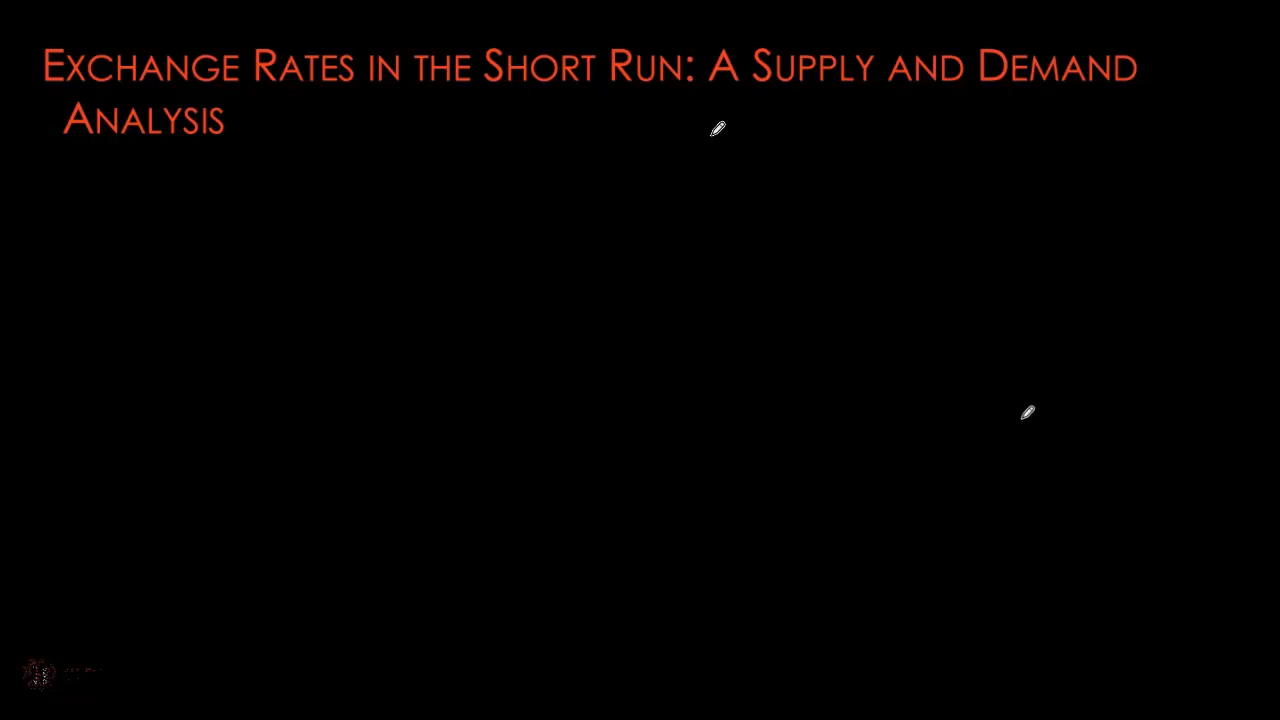 Exchange Rates in the Short Run: A Supply and Demand
Analysis